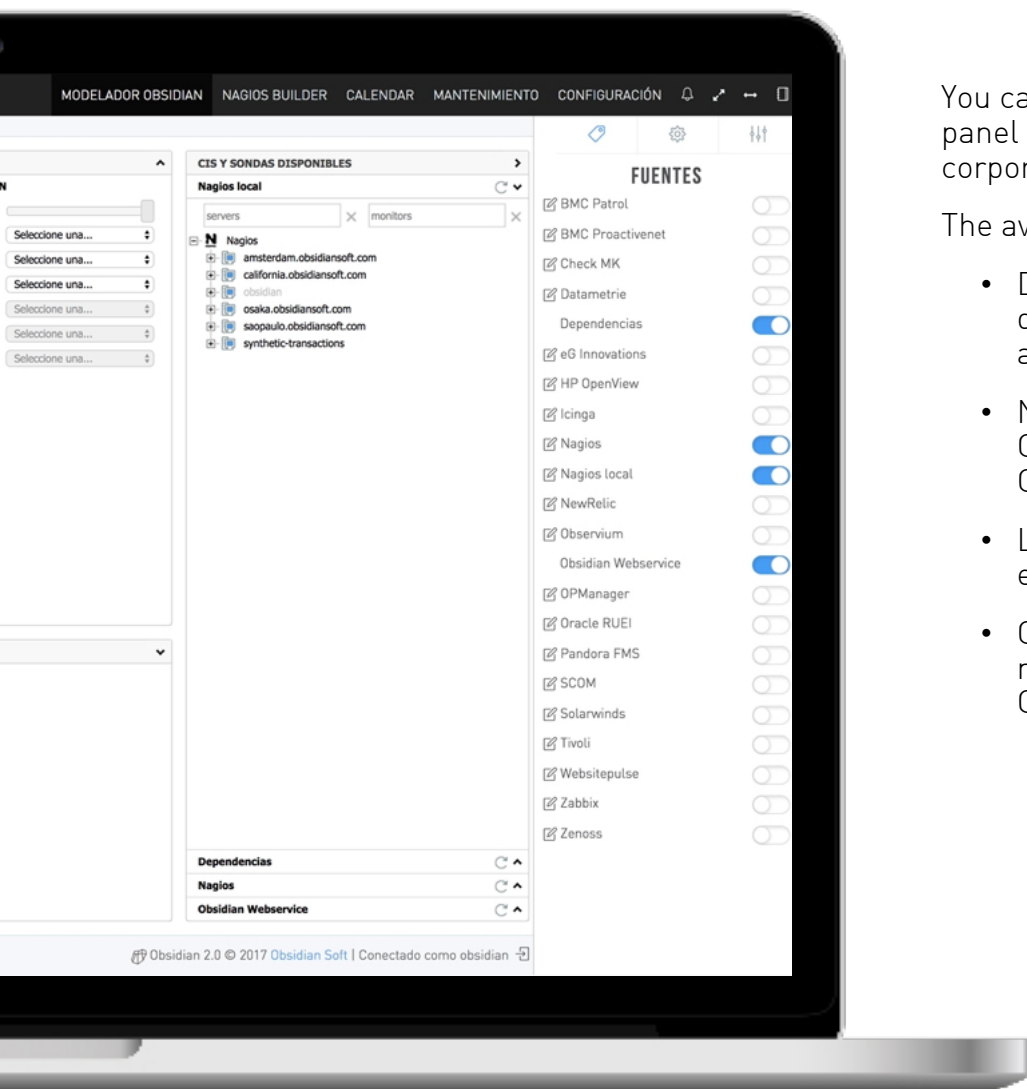 MODELADOR OBSIDIAN NAGIOS BUILDER CALENDAR MANTENIMIENTO CONFIGURACIÓN
N
Seleccione una...
Seleccione una...
Seleccione una...
Seleccione una...
Seleccione una...
Seleccione una...
CIS Y SONDAS DISPONIBLES
Nagios local
servers monitors
N Nagios
amsterdam.obsidiansoft.com
california.obsidiansoft.com
obsidian
osaka.obsidiansoft.com
saopaulo.obsidiansoft.com
synthetic-transactions
Dependencias
Nagios
Obsidian Webservice
FUENTES
BMC Patrol
BMC Proactivenet
Check MK
Datametrie
Dependencias
eG Innovations
HP OpenView
Icinga
Nagios
Nagios local
NewRelic
Observium
Obsidian Webservice
OPManager
Oracle RUEI
Pandora FMS
SCOM
Solarwinds
Tivoli
Websitepulse
Zabbix
Zenoss
Obsidian 2.0 © 2017 Obsidian Soft | Conectado como obsidian
You
panel
The
•
•
•
•